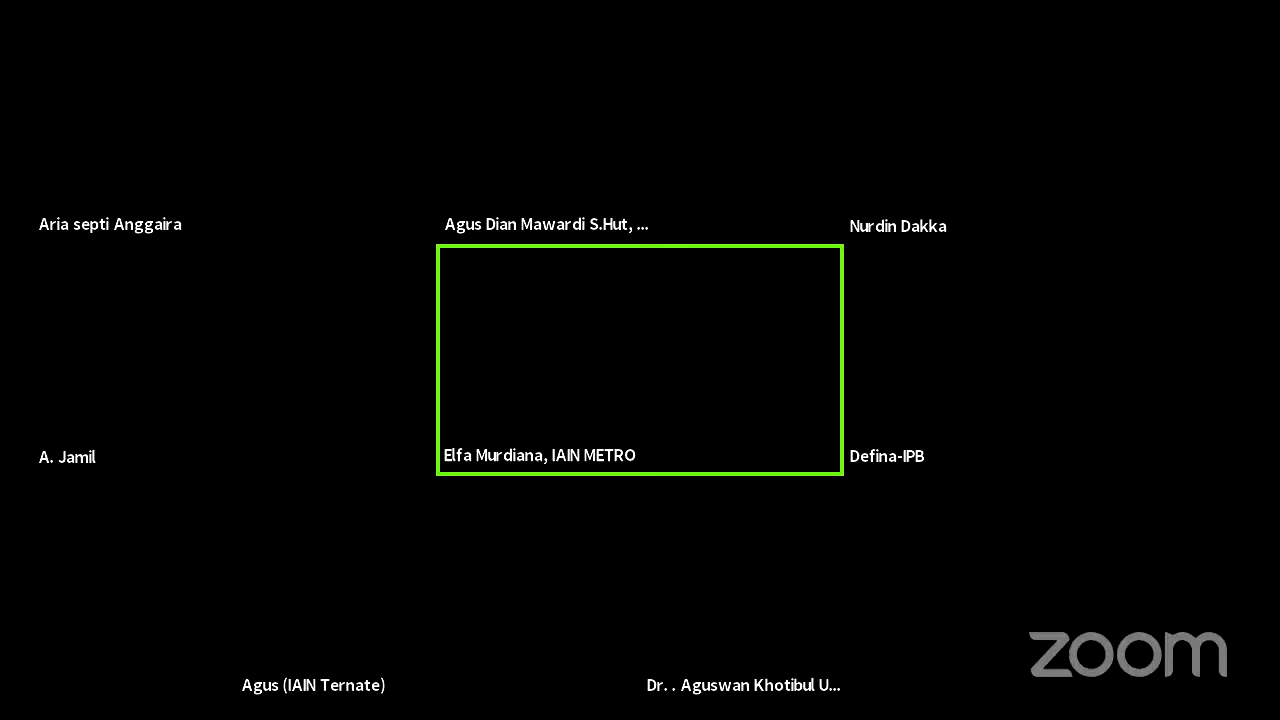 Aria septi Anggaira
Agus Dian Mawardi S.Hut, ...
Nurdin Dakka
A. Jamil
Elfa Murdiana, IAIN METRO
Defina-IPB
Agus (IAIN Ternate)
Dr. . Aguswan Khotibul U...
zoom